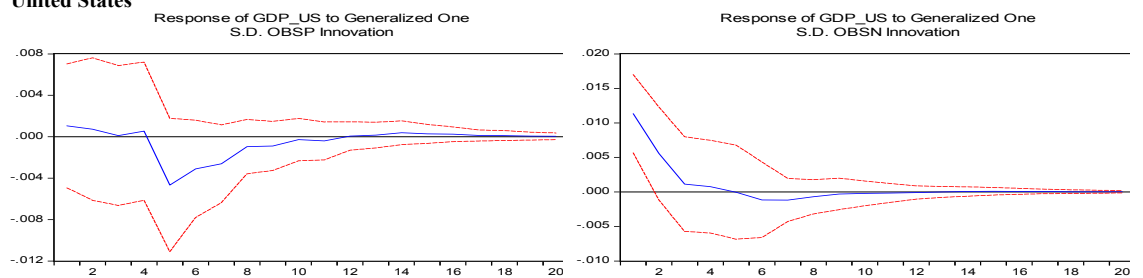 United States
Response of GDP_US to Generalized One
S.D. OBSP Innovation
.008
.004
.000
-.004
-.008
-.012
2 4 6 8 10 12 14 16 18 20
Response of GDP_US to Generalized One
S.D. OBSN Innovation
.020
.015
.010
.005
.000
-.005
-.010
2 4 6 8 10 12 14 16 18 20